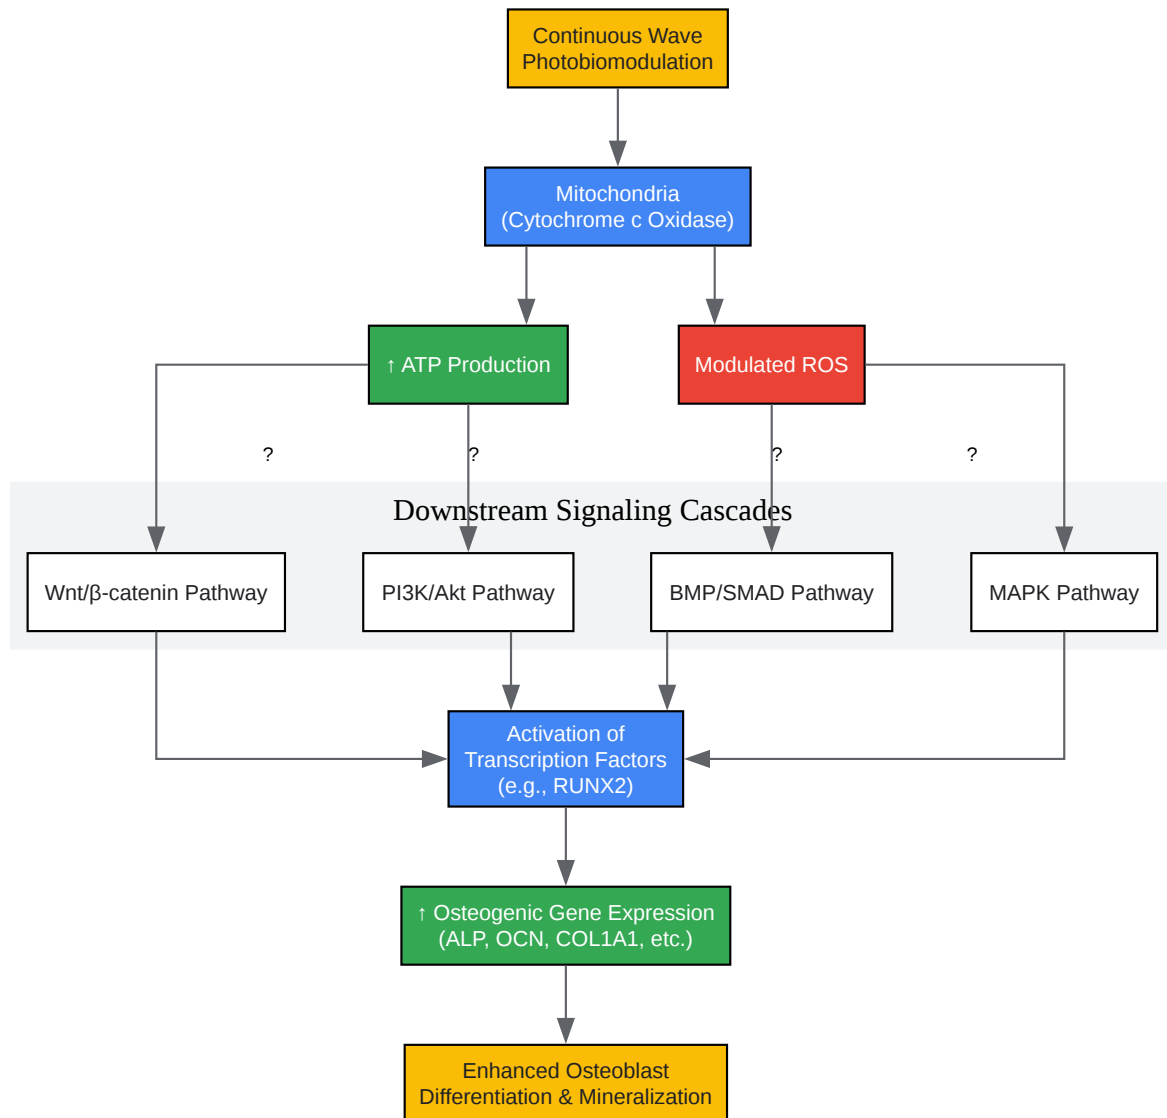 Continuous Wave
Photobiomodulation
Mitochondria
(Cytochrome c Oxidase)
↑ ATP Production
Modulated ROS
?
?
?
?
Downstream Signaling Cascades
Wnt/β-catenin Pathway
PI3K/Akt Pathway
BMP/SMAD Pathway
MAPK Pathway
Activation of
Transcription Factors
(e.g., RUNX2)
↑ Osteogenic Gene Expression
(ALP, OCN, COL1A1, etc.)
Enhanced Osteoblast
Differentiation & Mineralization